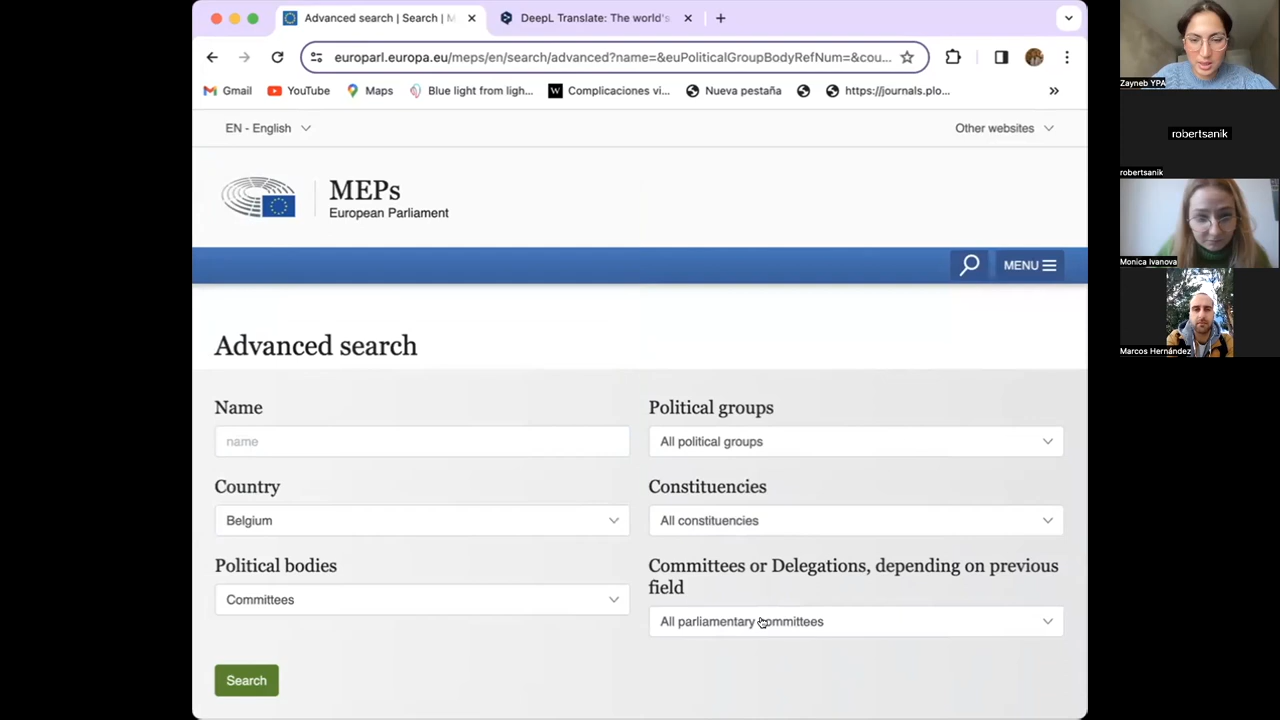 Advanced search | Search | M
DeepL Translate: The world's
europarl.europa.eu/meps/en/search/advanced?name=&euPoliticalGroupBodyRefNum=&cou...
Gmail
YouTube
Maps
Blue light from ligh...
W
Complicaciones vi...
Nueva pestaña
https://journals.plo...
»
EN - English
Other websites
MEPs
European Parliament
MENU
Advanced search
Name
Political groups
name
All political groups
Country
Constituencies
Belgium
All constituencies
Political bodies
Committees or Delegations, depending on previous
field
Committees
All parliamentary committees
Search
Zayneb YPA
robertsanik
robertsanik
Monica Ivanova
Marcos Hernández